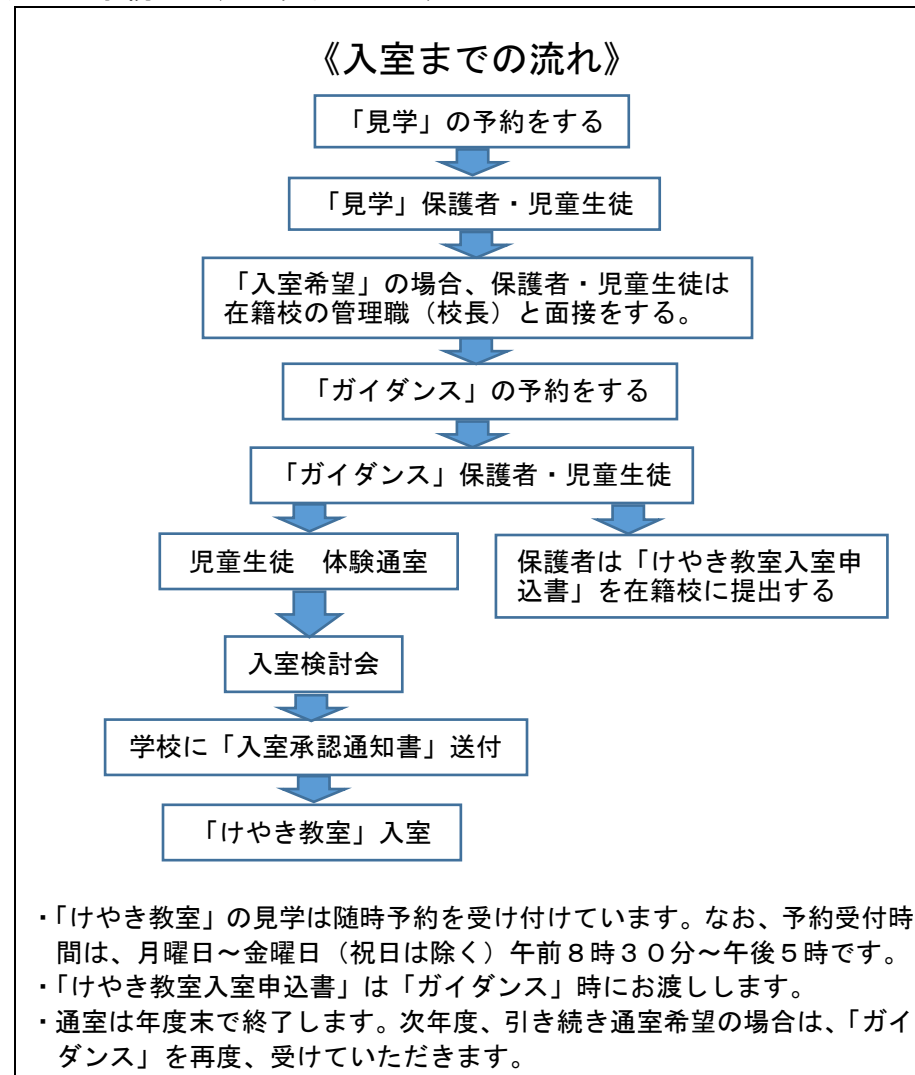 《入室までの流れ》
「見学」の予約をする
「見学」保護者・児童生徒
「入室希望」の場合、保護者・児童生徒は
在籍校の管理職（校長）と面接をする。
「ガイダンス」の予約をする
「ガイダンス」保護者・児童生徒
児童生徒　体験通室
保護者は「けやき教室入室申
込書」を在籍校に提出する
入室検討会
学校に「入室承認通知書」送付
「けやき教室」入室
・「けやき教室」の見学は随時予約を受け付けています。なお、予約受付時
間は、月曜日～金曜日（祝日は除く）午前８時３０分～午後５時です。
・「けやき教室入室申込書」は「ガイダンス」時にお渡しします。
・通室は年度末で終了します。次年度、引き続き通室希望の場合は、「ガイ
ダンス」を再度、受けていただきます。